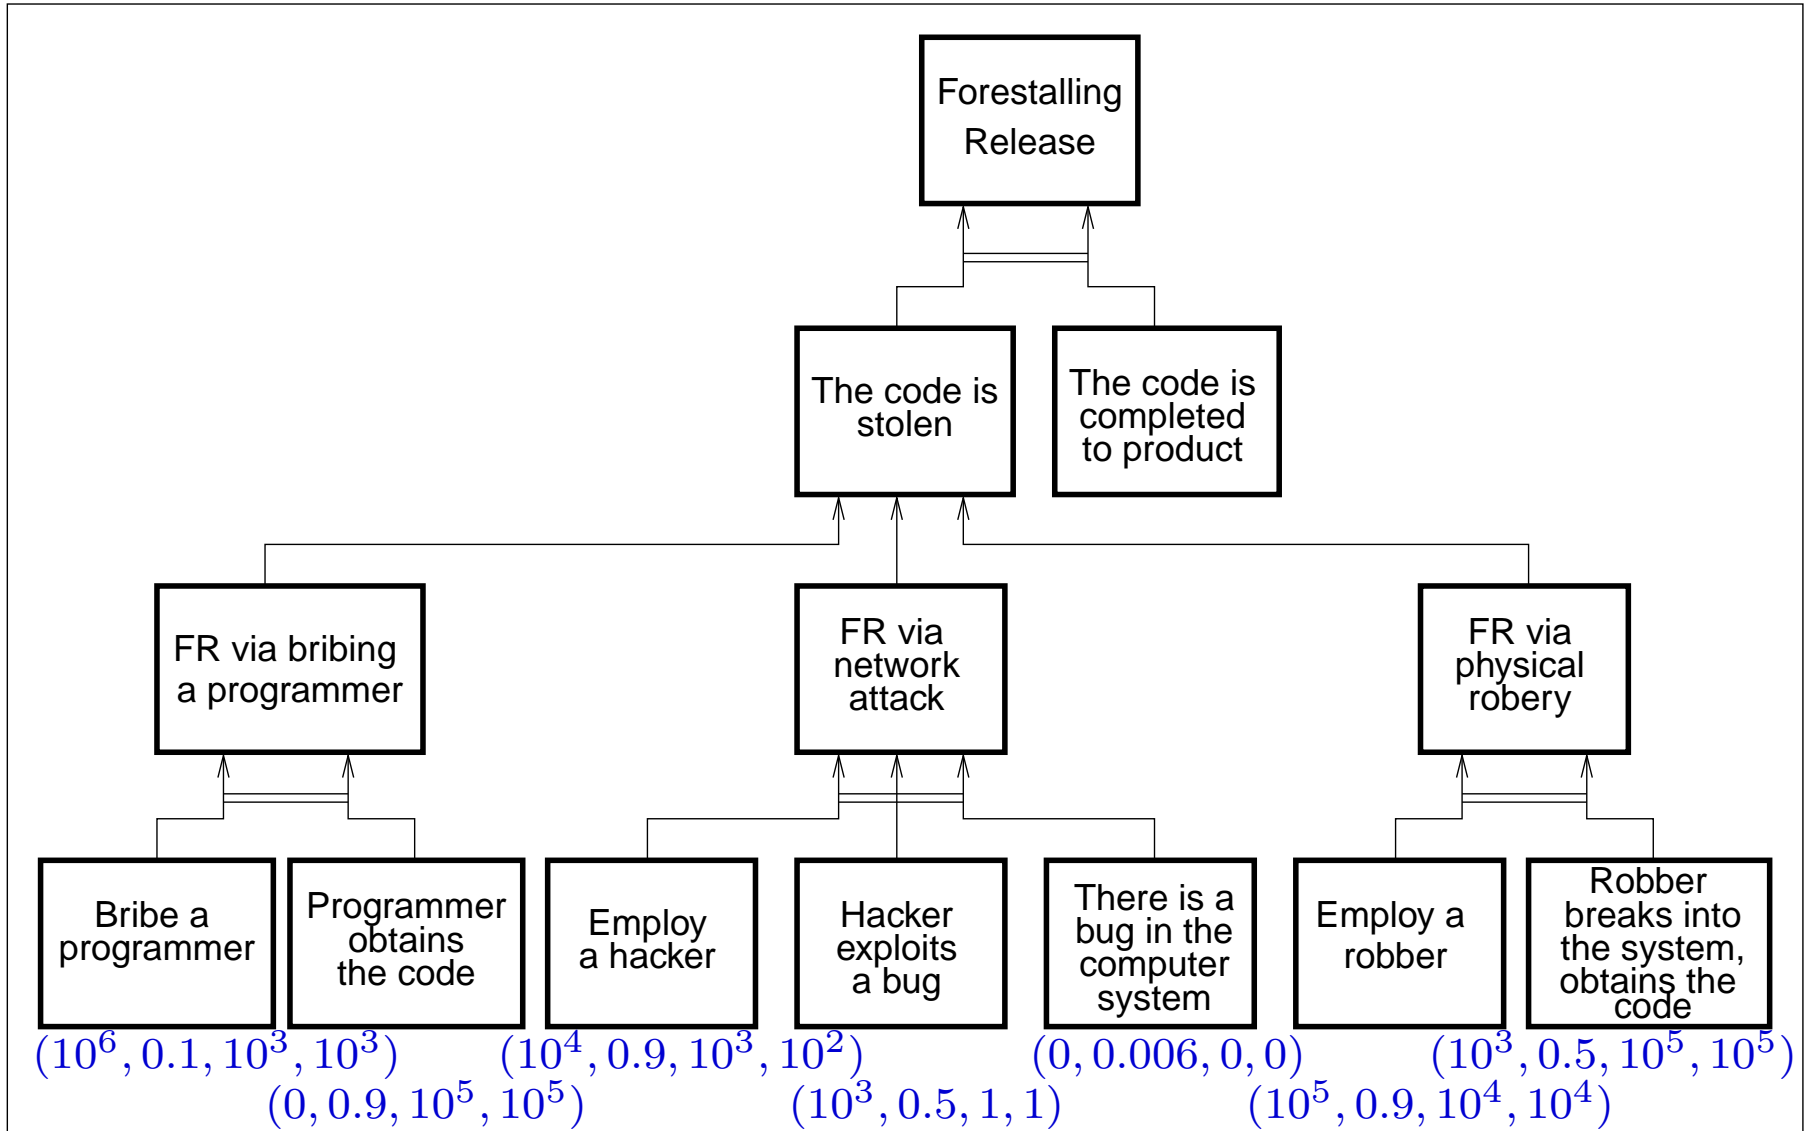 Forestalling
Release
The code is
stolen
The code is
completed
to product
FR via bribing
a programmer
FR via
network
attack
FR via
physical
robery
Bribe a
programmer
Programmer
obtains
the code
Employ
a hacker
Hacker
exploits
a bug
There is a
bug in the
computer
system
Employ a
robber
Robber
breaks into
the system,
obtains the
code
(10^6, 0.1, 10^3, 10^3)
(10^4, 0.9, 10^3, 10^2)
(0, 0.006, 0, 0)
(10^3, 0.5, 10^5, 10^5)
(0, 0.9, 10^5, 10^5)
(10^3, 0.5, 1, 1)
(10^5, 0.9, 10^4, 10^4)